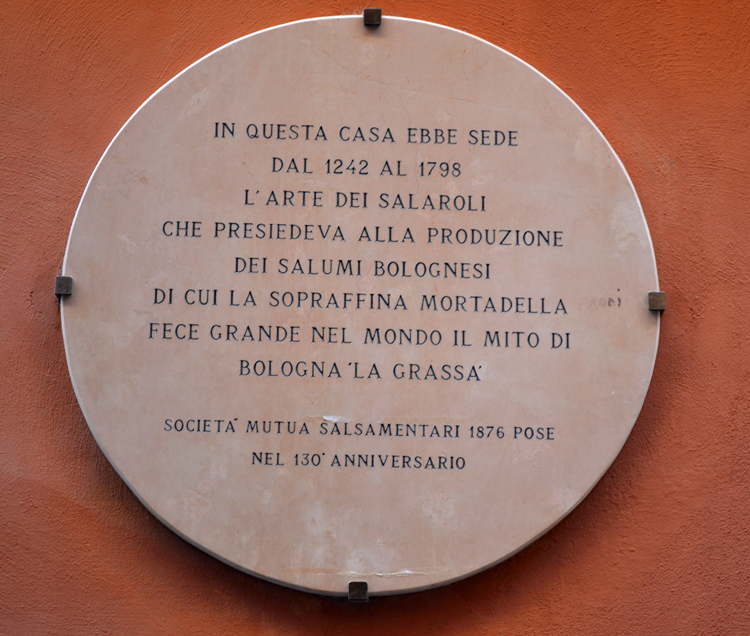 IN QUESTA CASA EBBE SEDE
DAL 1242 AL 1798
L'ARTE DEI SALAROLI
CHE PRESIEDEVA ALLA PRODUZIONE
DEI SALUMI BOLOGNESI
DI CUI LA SOPRAFFINA MORTADELLA
FECE GRANDE NEL MONDO IL MITO DI
BOLOGNA 'LA GRASSA'
SOCIETA' MUTUA SALSAMENTARI 1876 POSE
NEL 130° ANNIVERSARIO